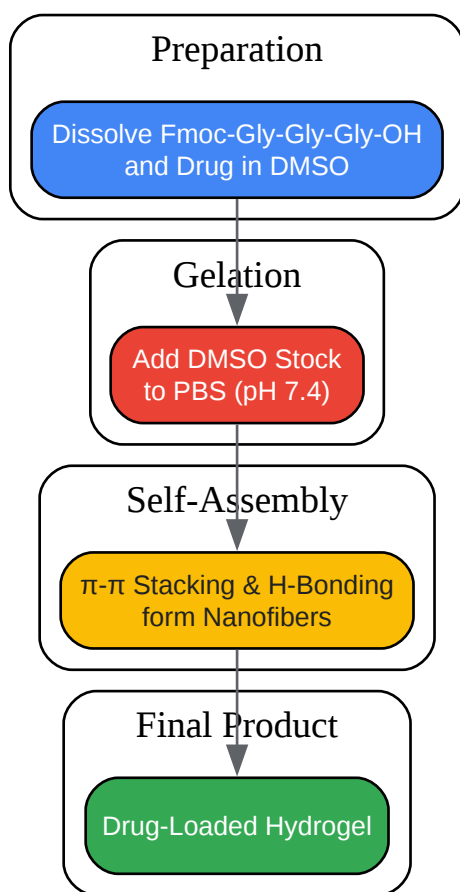 Preparation
Dissolve Fmoc-Gly-Gly-Gly-OH
and Drug in DMSO
Gelation
Add DMSO Stock
to PBS (pH 7.4)
Self-Assembly
π-π Stacking & H-Bonding
form Nanofibers
Final Product
Drug-Loaded Hydrogel